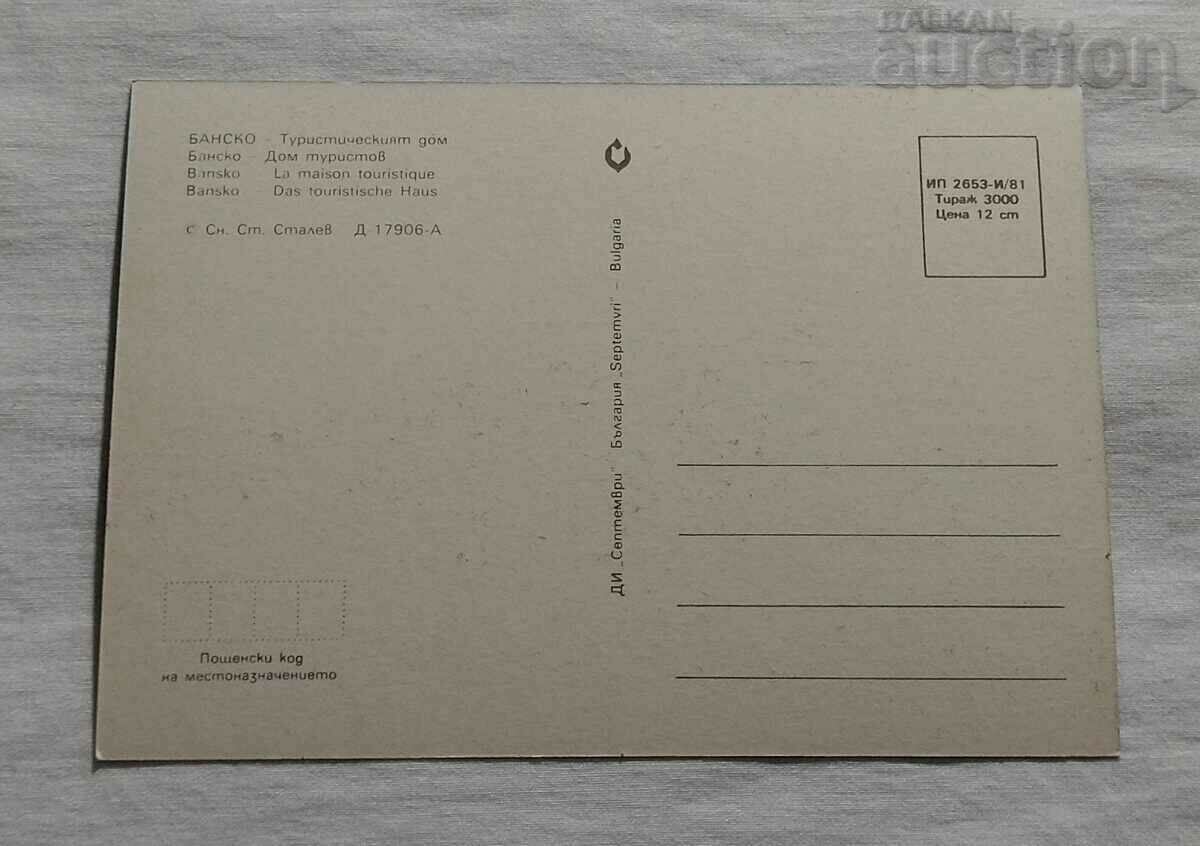 BALKAN
auction
БАНСКО - Туристическият дом
Банско - Дом туристов
Bansko - La maison touristique
Bansko - Das touristische Haus
© Сн. Ст. Сталев Д-17906-А
ДИ „Септември" България „Septemvri" – Bulgaria
ИП 2653-И/81
Тираж 3000
Цена 12 ст
Пощенски код
на местоназначението